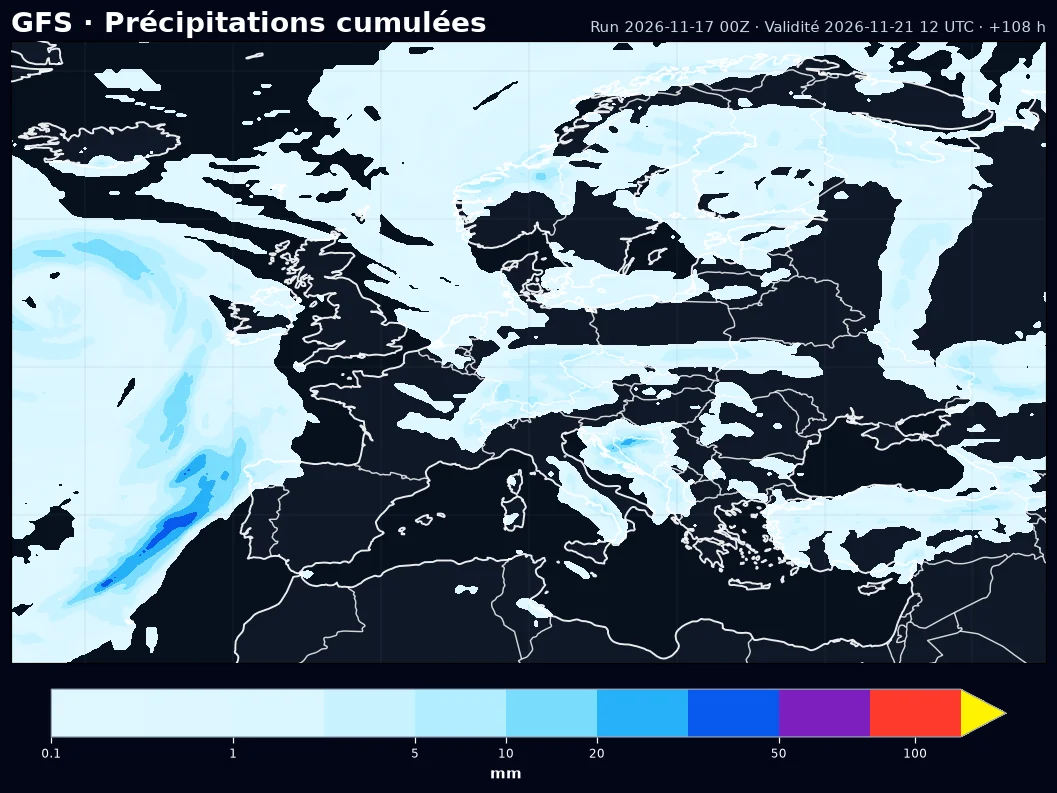 GFS · Précipitations cumulées
Run 2026-11-17 00Z · Validité 2026-11-21 12 UTC · +108 h
0.1 1 5 10 20 50 100
mm